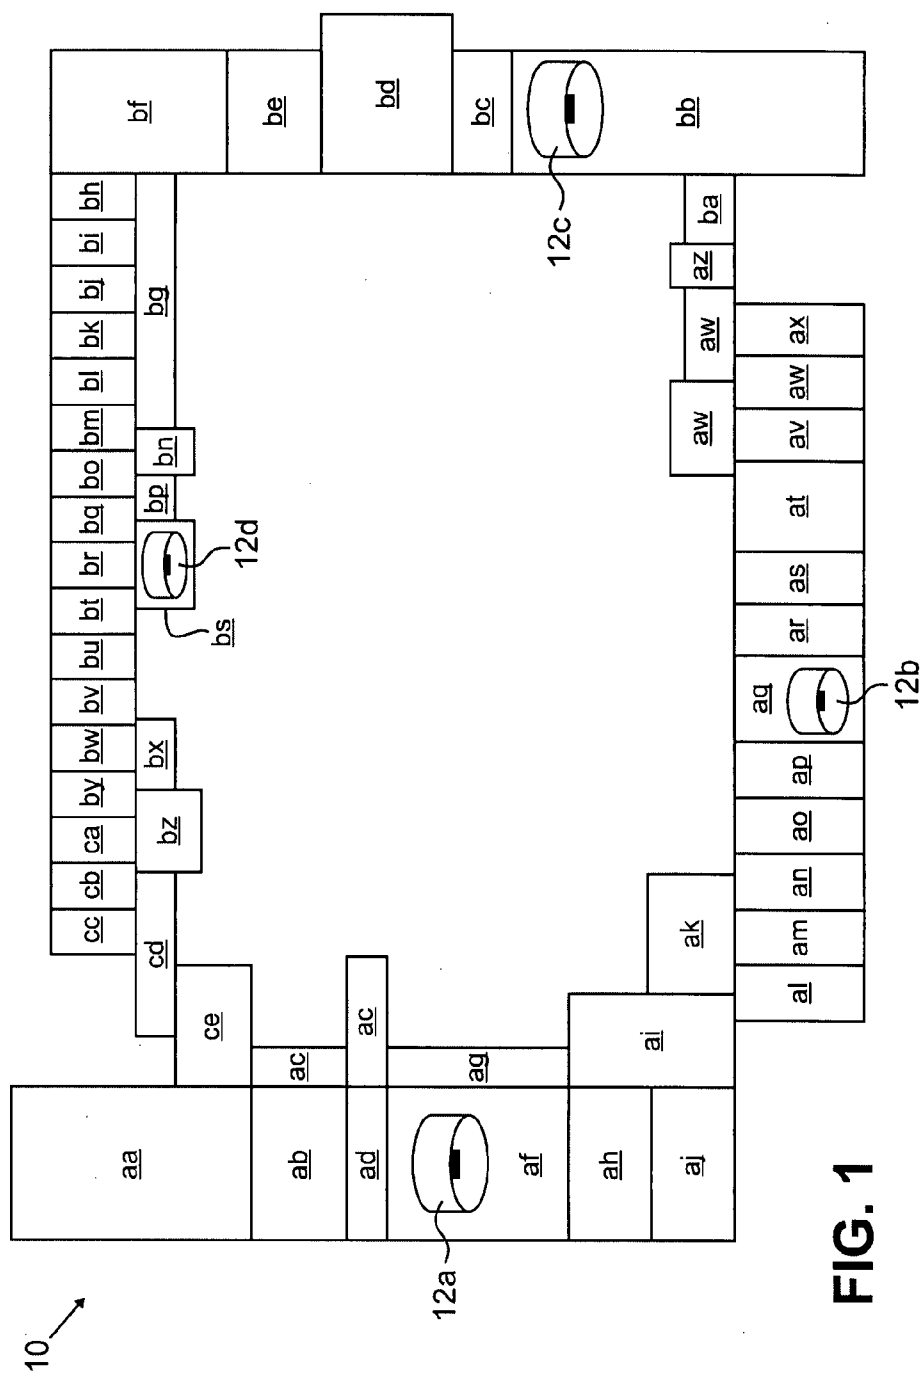 10
cc cb ca by bw bv bu bt br bq bo bm bl bk bj bi bh
aa cd bz bx bp bn bg bf
ce bs 12d
ab ac be
ad ac bd
12a
ag bc
af 12c
ah ai
aj ak aw aw az ba bb
al am an ao ap aq ar as at av aw ax
12b
FIG. 1